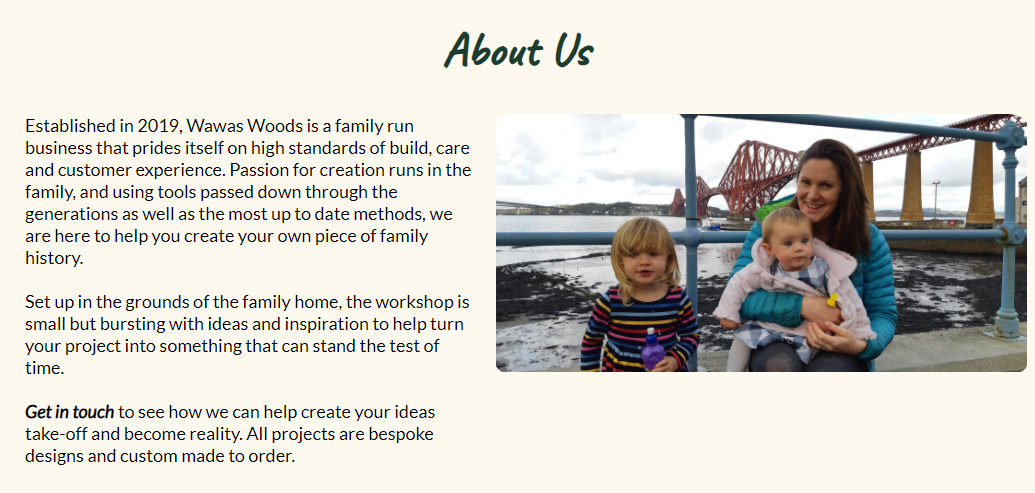 About Us
Established in 2019, Wawas Woods is a family run
business that prides itself on high standards of build, care
and customer experience. Passion for creation runs in the
family, and using tools passed down through the
generations as well as the most up to date methods, we
are here to help you create your own piece of family
history.
Set up in the grounds of the family home, the workshop is
small but bursting with ideas and inspiration to help turn
your project into something that can stand the test of
time.
Get in touch to see how we can help create your ideas
take-off and become reality. All projects are bespoke
designs and custom made to order.